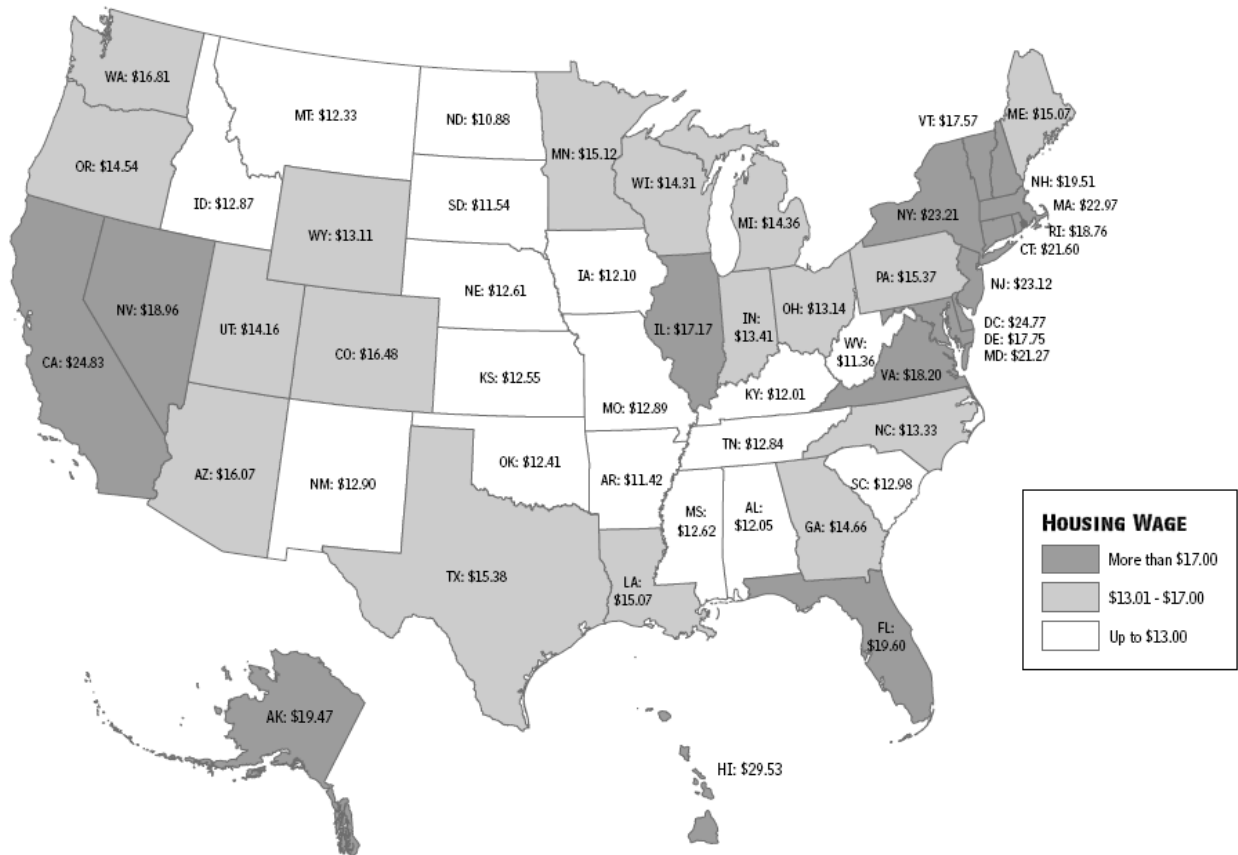 WA: $16.81
MT: $12.33
ND: $10.88
VT: $17.57
ME: $15.07
OR: $14.54
MN: $15.12
ID: $12.87
SD: $11.54
WI: $14.31
NH: $19.51
MA: $22.97
NY: $23.21
MI: $14.36
RI: $18.76
CT: $21.60
WY: $13.11
IA: $12.10
PA: $15.37
NJ: $23.12
NE: $12.61
NV: $18.96
UT: $14.16
IL: $17.17
IN:
$13.41
OH: $13.14
DC: $24.77
DE: $17.75
MD: $21.27
CA: $24.83
CO: $16.48
WV:
$11.36
VA: $18.20
KS: $12.55
KY: $12.01
MO: $12.89
NC: $13.33
TN: $12.84
AZ: $16.07
NM: $12.90
OK: $12.41
AR: $11.42
SC: $12.98
MS:
$12.62
AL:
$12.05
GA: $14.66
TX: $15.38
LA:
$15.07
FL:
$19.60
AK: $19.47
HI: $29.53
HOUSING WAGE
More than $17.00
$13.01 - $17.00
Up to $13.00